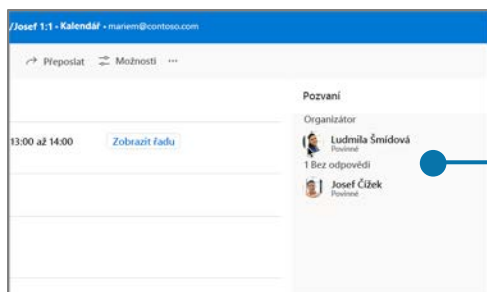 /Josef 1:1 - Kalendář - mariem@contoso.com
Přeposlat Možnosti ...
Pozvaní
Organizátor
Ludmila Šmídová
Povinné
13:00 až 14:00 Zobrazit řadu
1 Bez odpovědi
Josef Čížek
Povinné